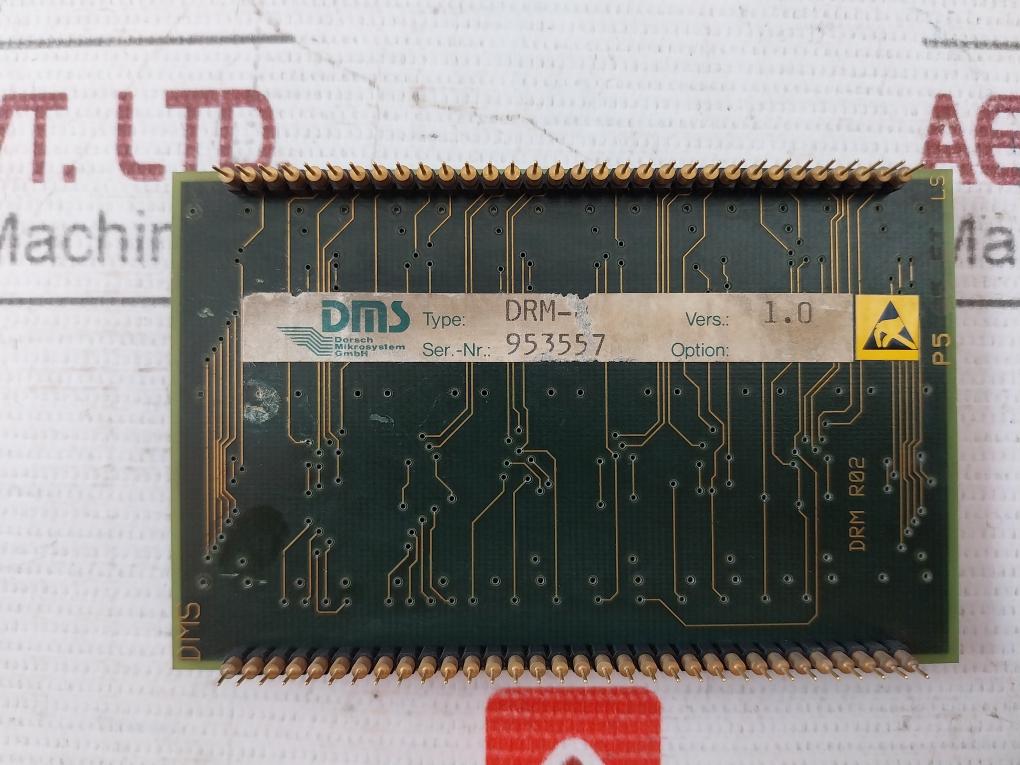 VT. LTD
AE
Machin
Ma
LS
DMS Type: DRM- Vers.: 1.0
Dorsch
Mikrosystem
GmbH
Ser.-Nr.: 953557 Option:
P5
DRM R02
DMS